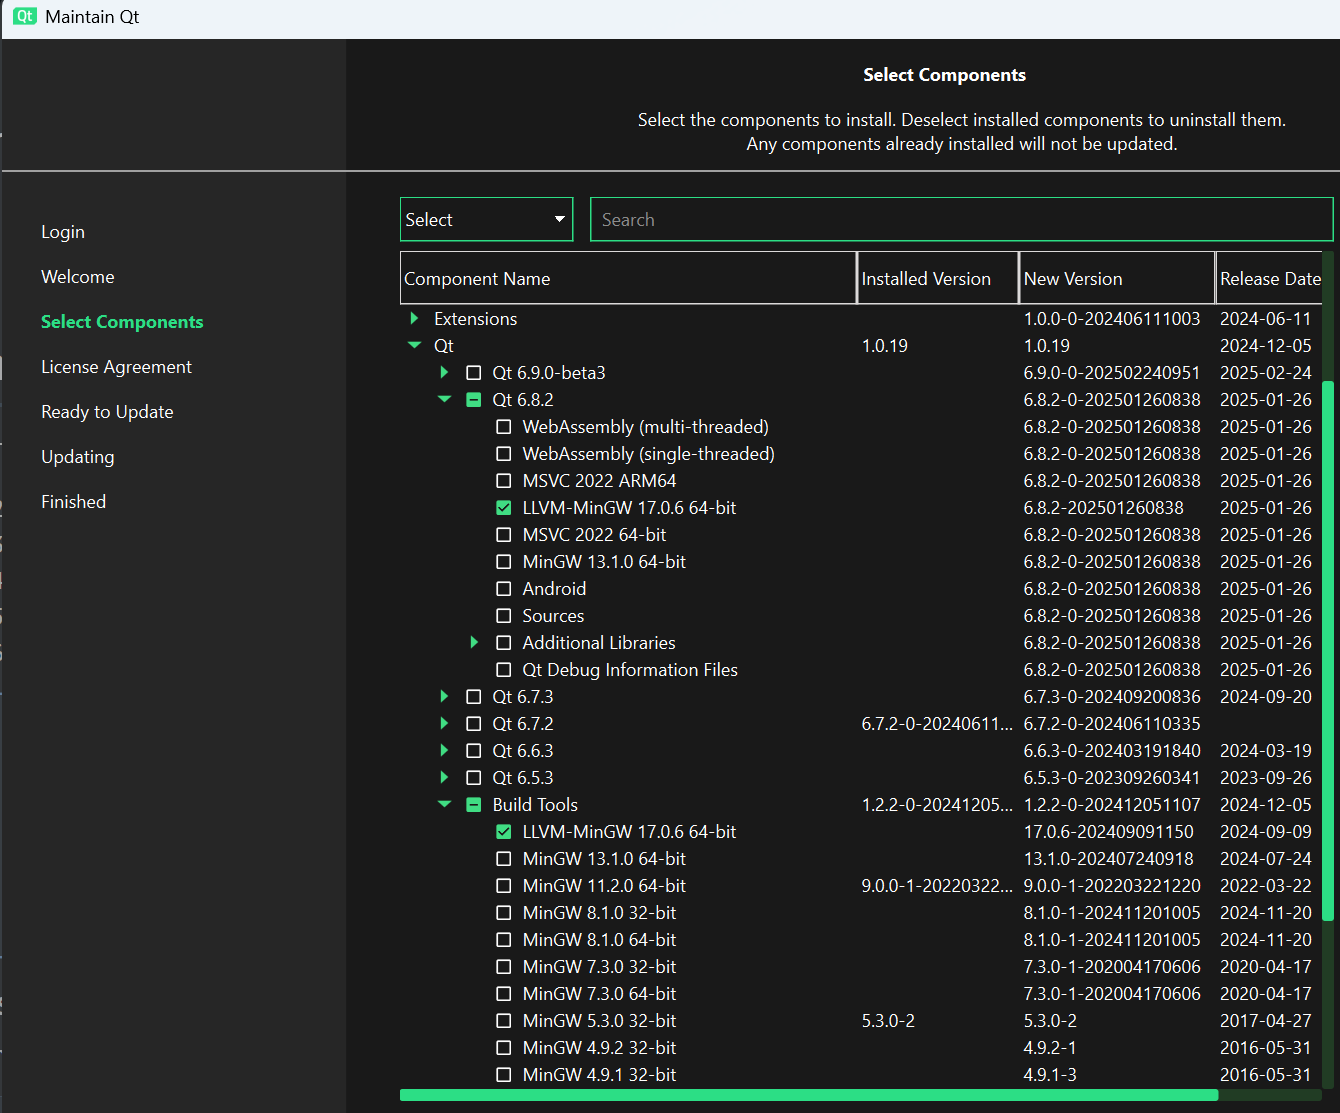 Qt Maintain Qt
Select Components
Select the components to install. Deselect installed components to uninstall them.
Any components already installed will not be updated.
Login
Welcome
Select Components
License Agreement
Ready to Update
Updating
Finished
Select Search
Component Name Installed Version New Version Release Date
Extensions 1.0.0-0-202406111003 2024-06-11
Qt 1.0.19 1.0.19 2024-12-05
Qt 6.9.0-beta3 6.9.0-0-202502240951 2025-02-24
Qt 6.8.2 6.8.2-0-202501260838 2025-01-26
WebAssembly (multi-threaded) 6.8.2-0-202501260838 2025-01-26
WebAssembly (single-threaded) 6.8.2-0-202501260838 2025-01-26
MSVC 2022 ARM64 6.8.2-0-202501260838 2025-01-26
LLVM-MinGW 17.0.6 64-bit 6.8.2-202501260838 2025-01-26
MSVC 2022 64-bit 6.8.2-0-202501260838 2025-01-26
MinGW 13.1.0 64-bit 6.8.2-0-202501260838 2025-01-26
Android 6.8.2-0-202501260838 2025-01-26
Sources 6.8.2-0-202501260838 2025-01-26
Additional Libraries 6.8.2-0-202501260838 2025-01-26
Qt Debug Information Files 6.8.2-0-202501260838 2025-01-26
Qt 6.7.3 6.7.3-0-202409200836 2024-09-20
Qt 6.7.2 6.7.2-0-20240611... 6.7.2-0-202406110335
Qt 6.6.3 6.6.3-0-202403191840 2024-03-19
Qt 6.5.3 6.5.3-0-202309260341 2023-09-26
Build Tools 1.2.2-0-20241205... 1.2.2-0-202412051107 2024-12-05
LLVM-MinGW 17.0.6 64-bit 17.0.6-202409091150 2024-09-09
MinGW 13.1.0 64-bit 13.1.0-202407240918 2024-07-24
MinGW 11.2.0 64-bit 9.0.0-1-20220322... 9.0.0-1-202203221220 2022-03-22
MinGW 8.1.0 32-bit 8.1.0-1-202411201005 2024-11-20
MinGW 8.1.0 64-bit 8.1.0-1-202411201005 2024-11-20
MinGW 7.3.0 32-bit 7.3.0-1-202004170606 2020-04-17
MinGW 7.3.0 64-bit 7.3.0-1-202004170606 2020-04-17
MinGW 5.3.0 32-bit 5.3.0-2 5.3.0-2 2017-04-27
MinGW 4.9.2 32-bit 4.9.2-1 2016-05-31
MinGW 4.9.1 32-bit 4.9.1-3 2016-05-31